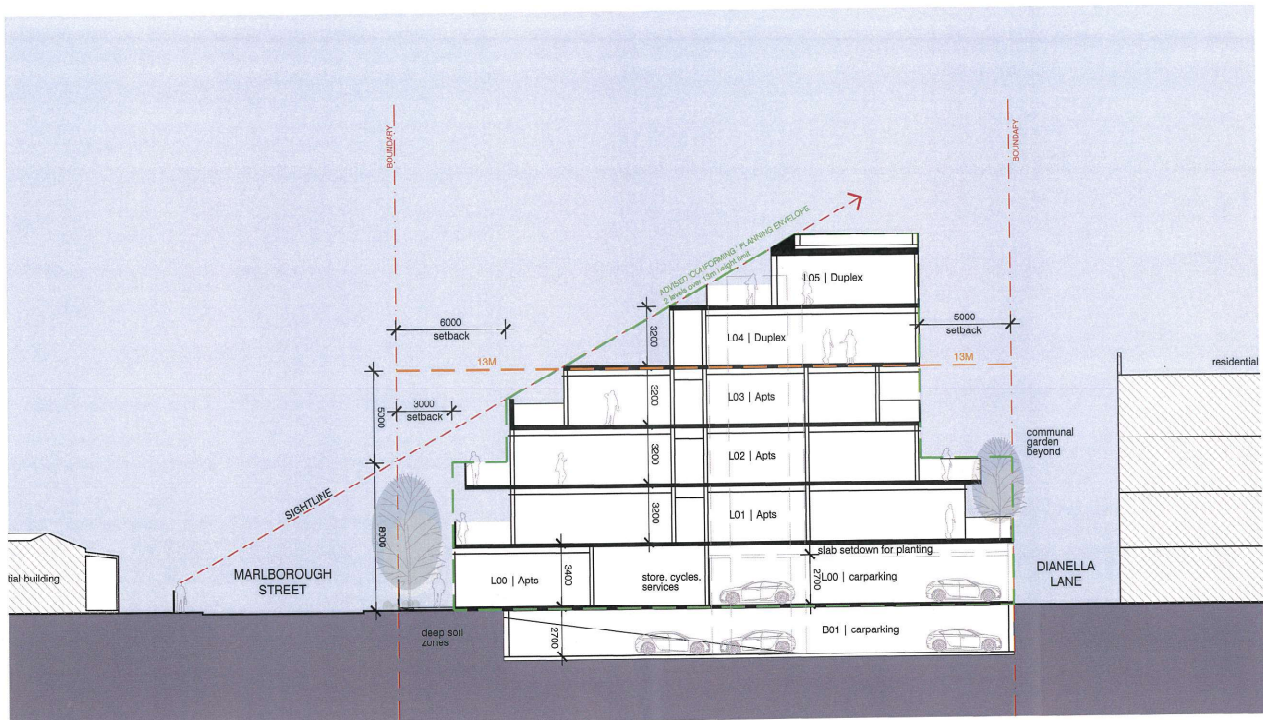 BOUNDARY
BOUNDARY
ADVISED 'CONFORMING' PLANNING ENVELOPE
2 levels over 13m height limit
L05 | Duplex
6000
setback
5000
setback
3200
L04 | Duplex
13M
13M
residential
3000
setback
5000
3200
L03 | Apts
communal
garden
beyond
3200
L02 | Apts
SIGHTLINE
8000
3200
L01 | Apts
slab setdown for planting
tial building
MARLBOROUGH
STREET
L00 | Apts
3400
store. cycles.
services
2700
L00 | carparking
DIANELLA
LANE
deep soil
zones
2700
B01 | carparking